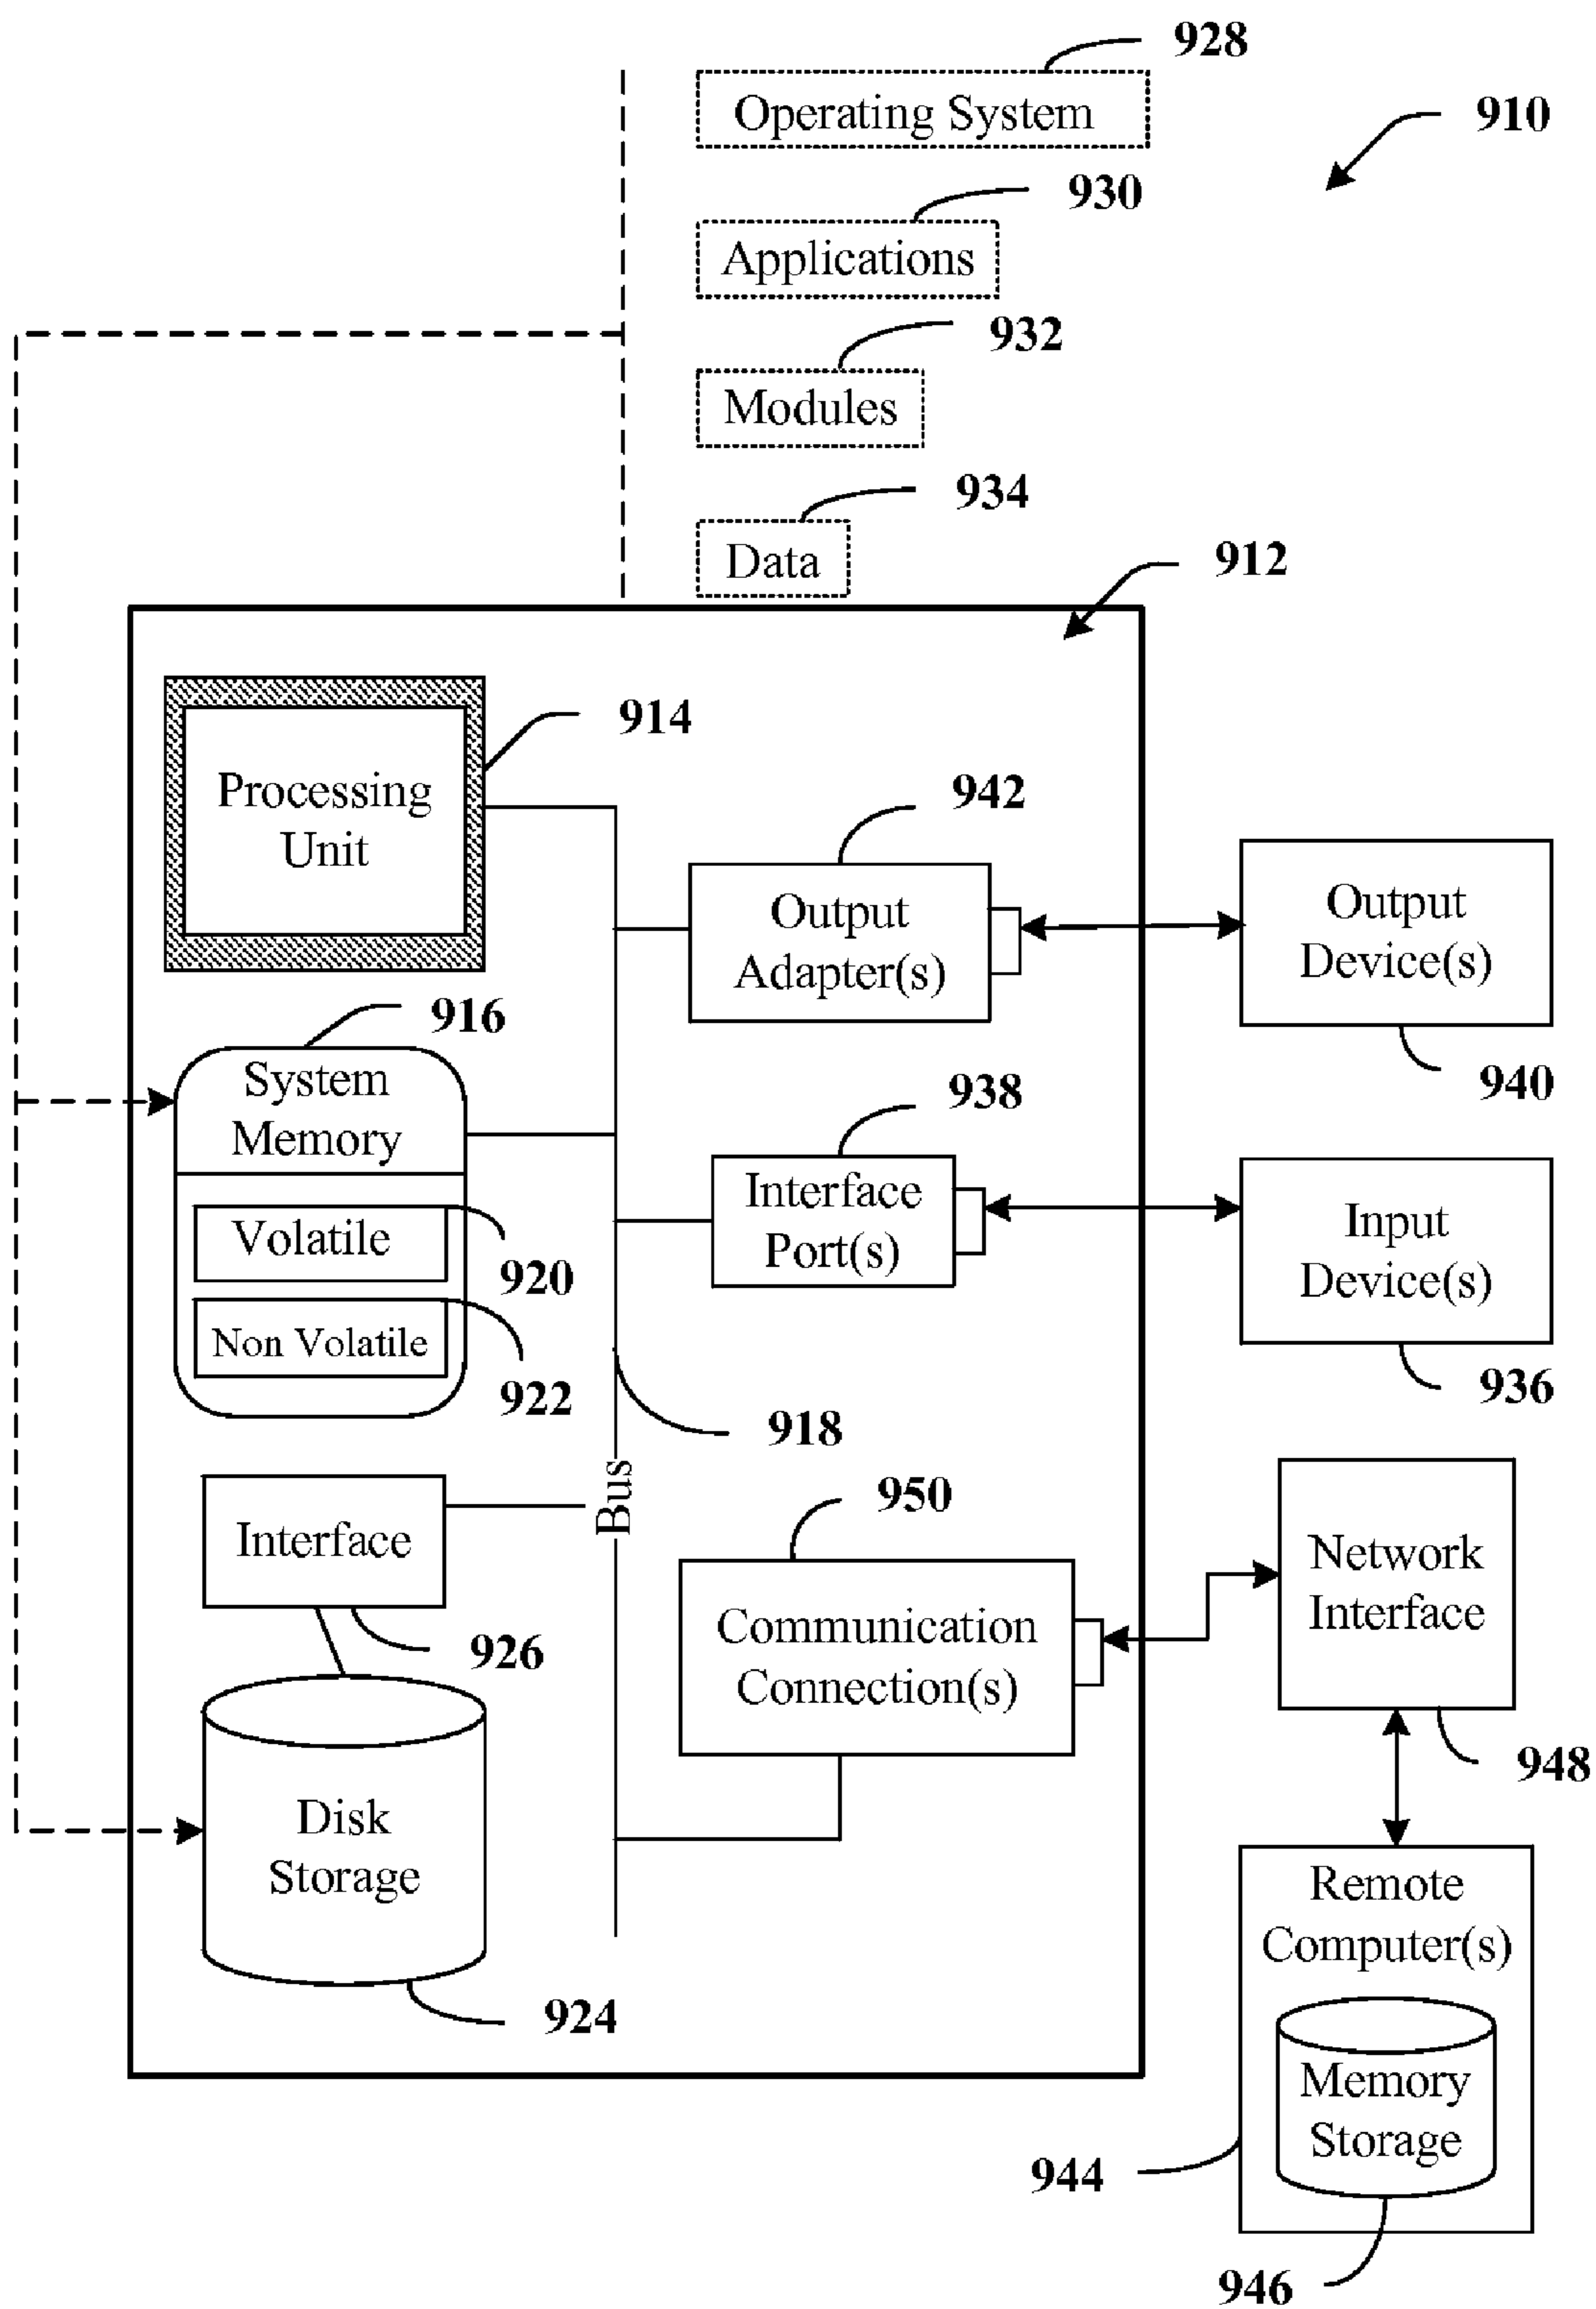 928
Operating System
910
930
Applications
932
Modules
934
Data
912
914
Processing
Unit
942
Output
Adapter(s)
Output
Device(s)
940
916
System
Memory
938
Interface
Port(s)
Input
Device(s)
936
Volatile
920
Non Volatile
922
918
Bus
950
Interface
926
Communication
Connection(s)
Network
Interface
948
Disk
Storage
924
Remote
Computer(s)
Memory
Storage
944
946